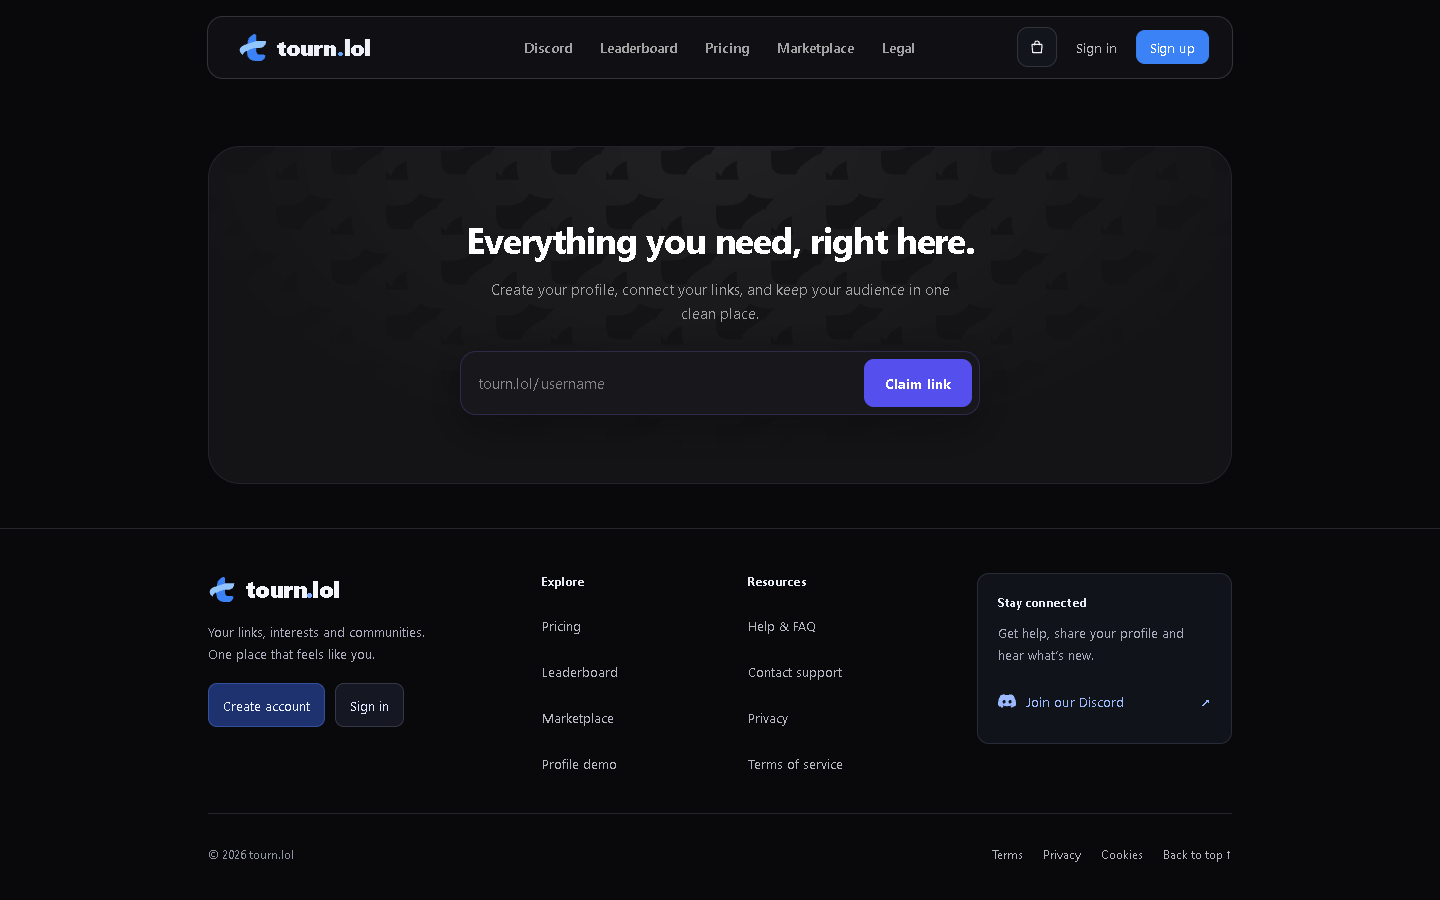 tourn.lol
Discord Leaderboard Pricing Marketplace Legal
Sign in Sign up
Everything you need, right here.
Create your profile, connect your links, and keep your audience in one
clean place.
tourn.lol/username
Claim link
tourn.lol
Your links, interests and communities.
One place that feels like you.
Create account Sign in
Explore
Pricing
Leaderboard
Marketplace
Profile demo
Resources
Help & FAQ
Contact support
Privacy
Terms of service
Stay connected
Get help, share your profile and
hear what's new.
Join our Discord ↗
© 2026 tourn.lol
Terms Privacy Cookies Back to top ↑